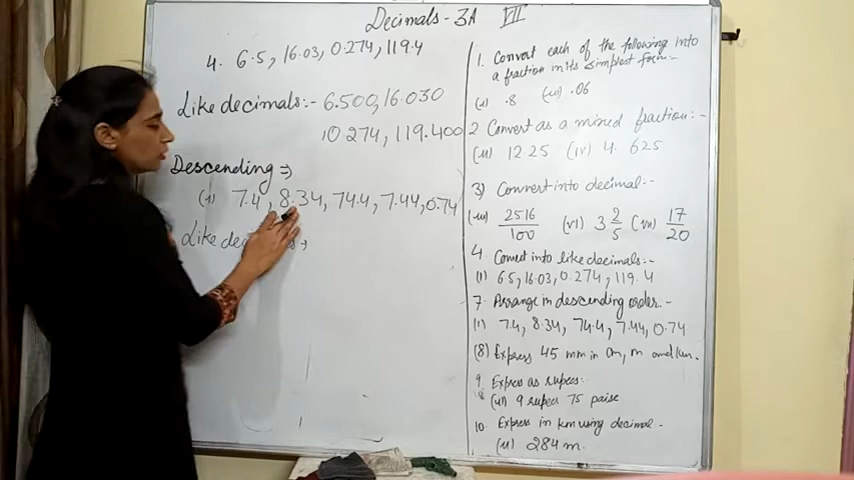 Decimals - 3A VII
4. 6.5, 16.03, 0.274, 119.4
Like decimals:- 6.500, 16.030
10.274, 119.400
Descending ⇒
(i) 7.4, 8.34, 74.4, 7.44, 0.74
Like de
1. Convert each of the following into
a fraction in its simplest form:-
(i) .8 (iii) .06
2 Convert as a mixed fraction:-
(ii) 12.25 (iv) 4.625
3) Convert into decimal:-
(iii) 2516/100 (vi) 3 2/5 (vii) 17/20
4 Convert into like decimals:-
(i) 6.5, 16.03, 0.274, 119.4
7. Arrange in descending order.-
(i) 7.4, 8.34, 74.4, 7.44, 0.74
(8) Express 45 mm in cm, m and km.
9 Express as rupees:-
9 rupees 75 paise
10. Express in km using decimal-
(ii) 284 m.